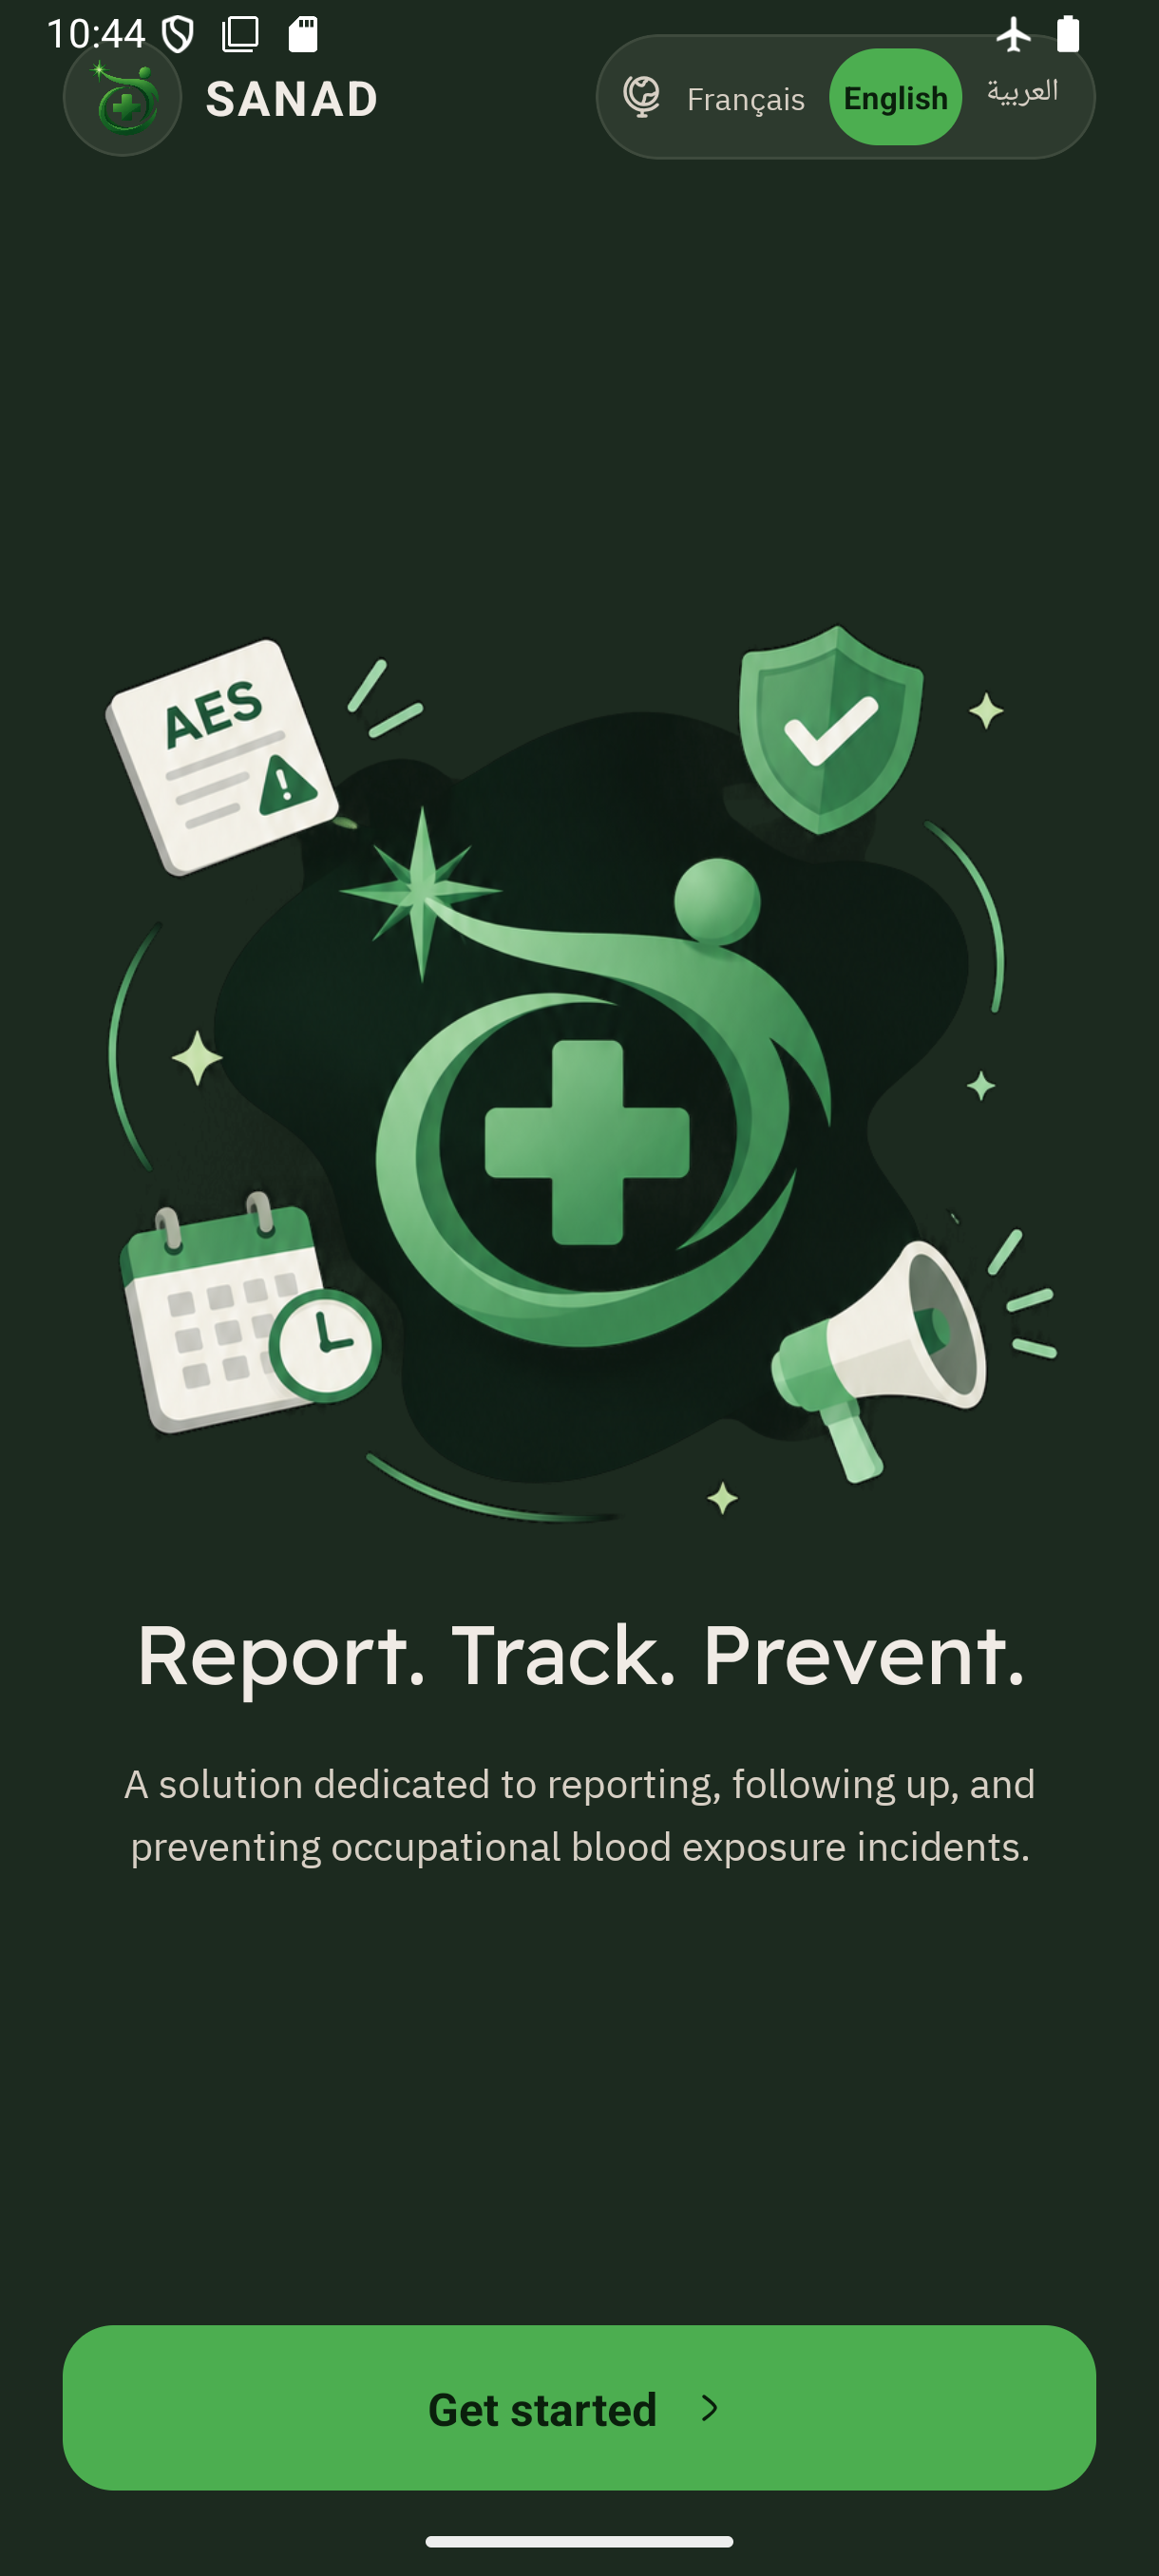 10:44
SANAD
Français
English
العربية
AES
Report. Track. Prevent.
A solution dedicated to reporting, following up, and
preventing occupational blood exposure incidents.
Get started